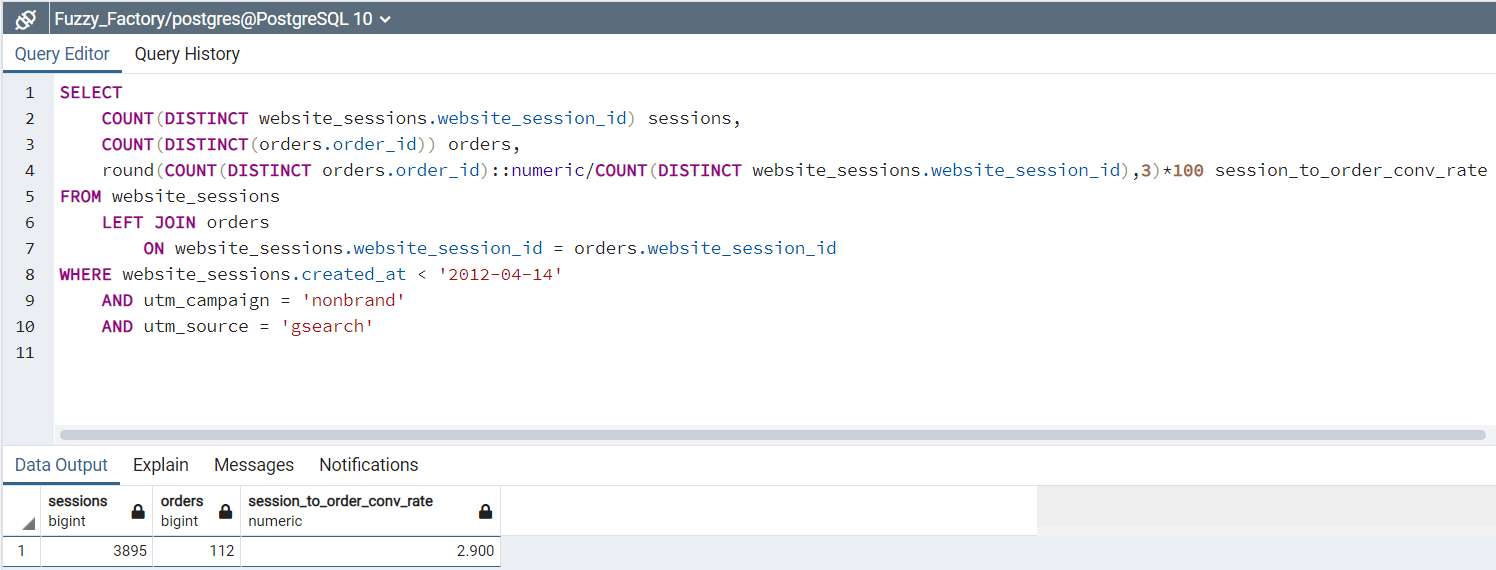 Fuzzy_Factory/postgres@PostgreSQL 10
Query Editor Query History
1 SELECT
2 COUNT(DISTINCT website_sessions.website_session_id) sessions,
3 COUNT(DISTINCT(orders.order_id)) orders,
4 round(COUNT(DISTINCT orders.order_id)::numeric/COUNT(DISTINCT website_sessions.website_session_id),3)*100 session_to_order_conv_rate
5 FROM website_sessions
6 LEFT JOIN orders
7 ON website_sessions.website_session_id = orders.website_session_id
8 WHERE website_sessions.created_at < '2012-04-14'
9 AND utm_campaign = 'nonbrand'
10 AND utm_source = 'gsearch'
11
Data Output Explain Messages Notifications
sessions orders session_to_order_conv_rate
bigint bigint numeric
1 3895 112 2.900